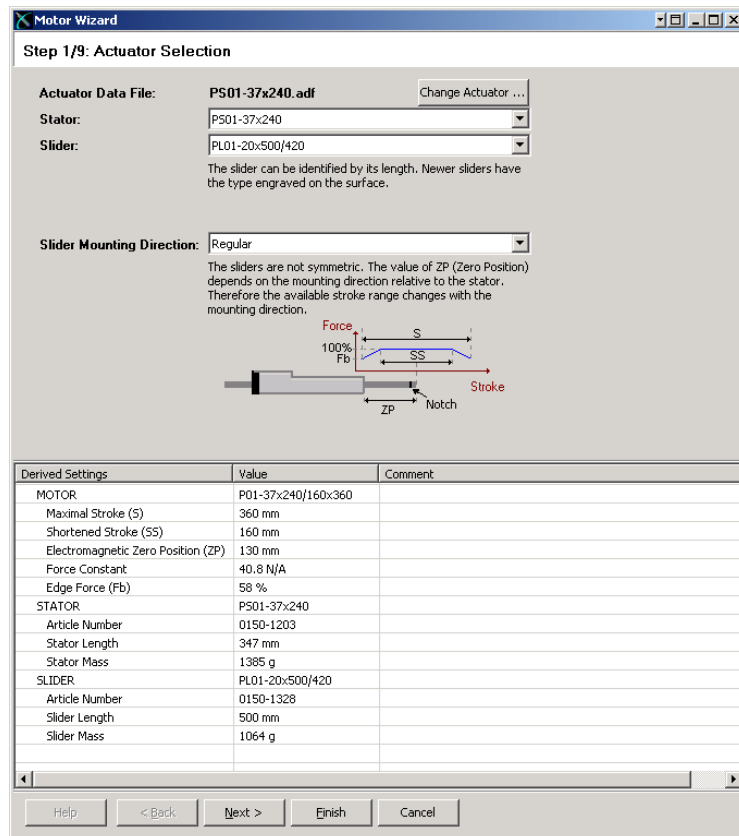 Motor Wizard
Step 1/9: Actuator Selection
Actuator Data File: PS01-37x240.adf Change Actuator ...
Stator: PS01-37x240
Slider: PL01-20x500/420
The slider can be identified by its length. Newer sliders have
the type engraved on the surface.
Slider Mounting Direction: Regular
The sliders are not symmetric. The value of ZP (Zero Position)
depends on the mounting direction relative to the stator.
Therefore the available stroke range changes with the
mounting direction.
Force
S
100%
SS
Fb
Stroke
Notch
ZP
Derived Settings Value Comment
MOTOR P01-37x240/160x360
Maximal Stroke (S) 360 mm
Shortened Stroke (SS) 160 mm
Electromagnetic Zero Position (ZP) 130 mm
Force Constant 40.8 N/A
Edge Force (Fb) 58 %
STATOR PS01-37x240
Article Number 0150-1203
Stator Length 347 mm
Stator Mass 1385 g
SLIDER PL01-20x500/420
Article Number 0150-1328
Slider Length 500 mm
Slider Mass 1064 g
Help < Back Next > Finish Cancel